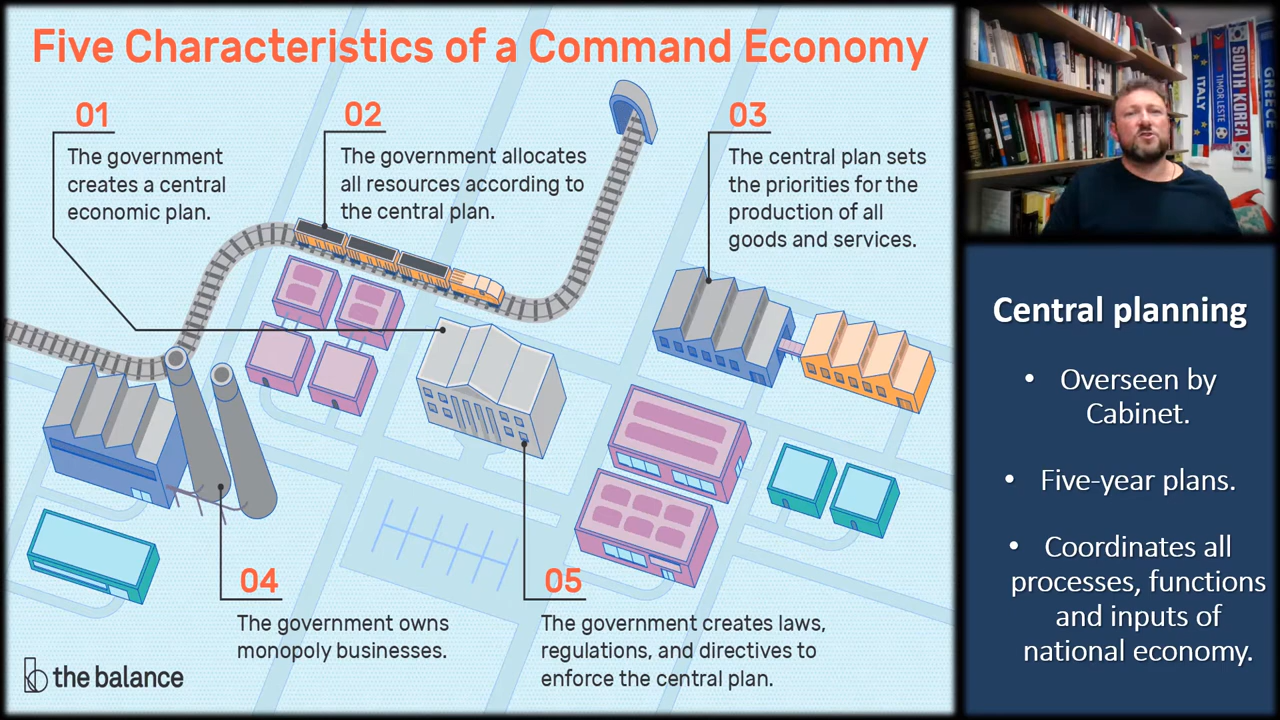 Five Characteristics of a Command Economy
01
The government
creates a central
economic plan.
02
The government allocates
all resources according to
the central plan.
03
The central plan sets
the priorities for the
production of all
goods and services.
04
The government owns
monopoly businesses.
05
The government creates laws,
regulations, and directives to
enforce the central plan.
the balance
ITALY
TIMOR LESTE
SOUTH KOREA
GREECE
Central planning
• Overseen by
Cabinet.
• Five-year plans.
• Coordinates all
processes, functions
and inputs of
national economy.